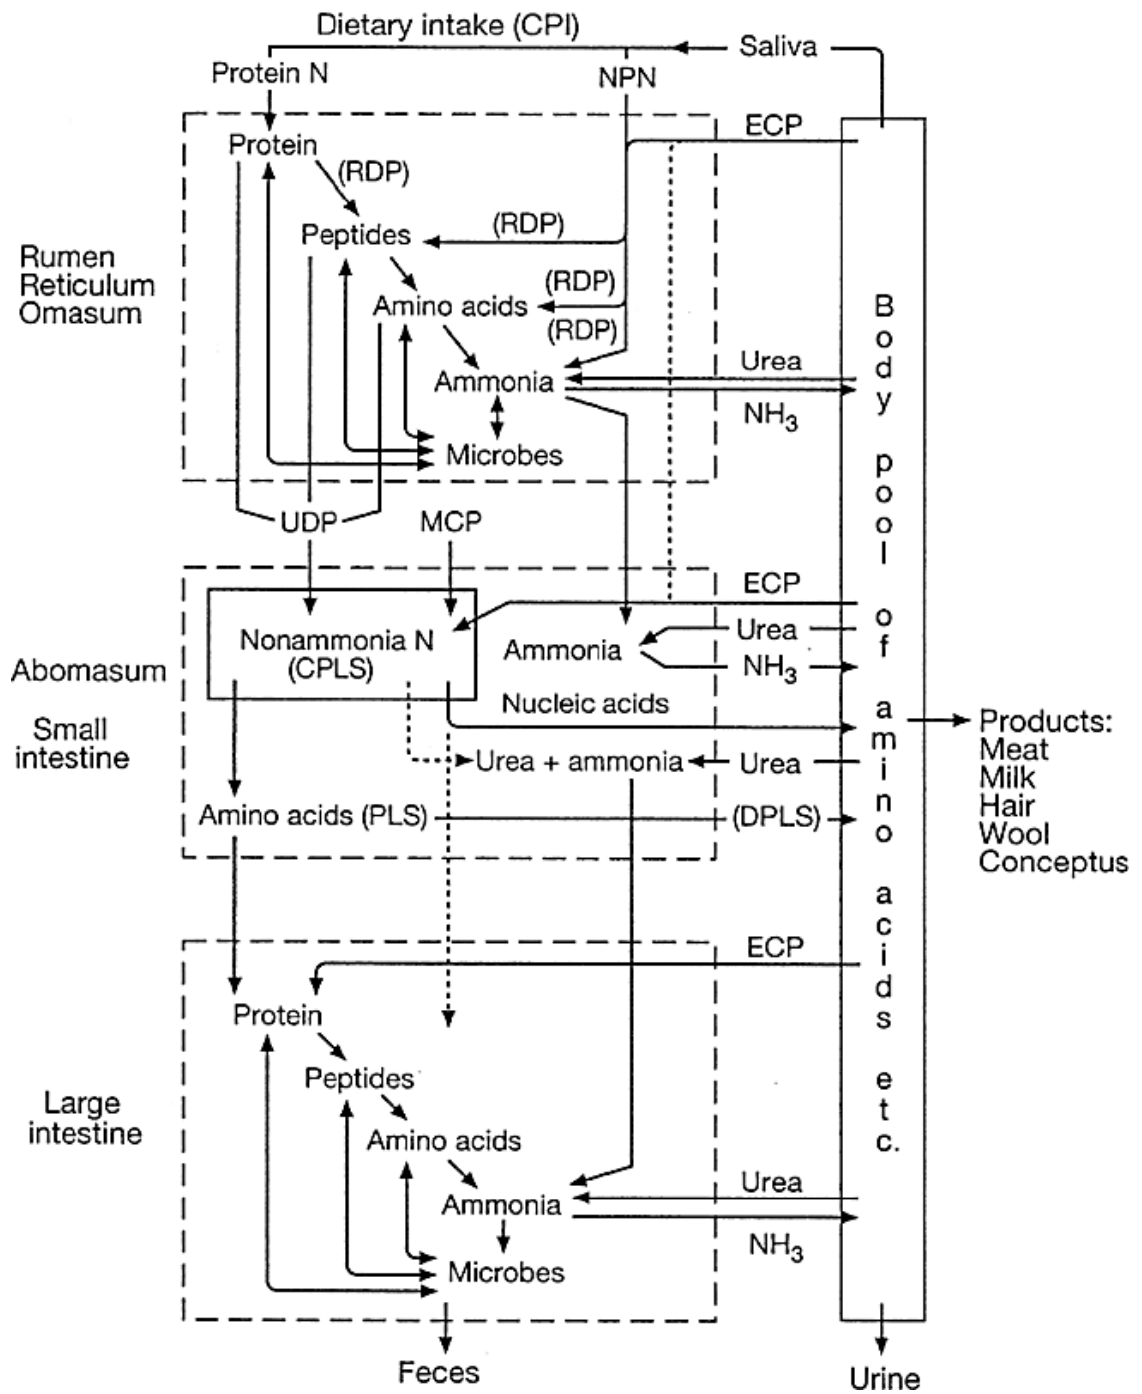 Dietary intake (CPI)
Saliva
Protein N
NPN
ECP
Protein
(RDP)
Peptides
(RDP)
Rumen
Reticulum
Omasum
Amino acids
(RDP)
(RDP)
Ammonia
Urea
NH3
Microbes
UDP
MCP
ECP
Nonammonia N
(CPLS)
Ammonia
Urea
NH3
Abomasum
Small
intestine
Nucleic acids
Urea + ammonia
Urea
Amino acids (PLS)
(DPLS)
Body pool of amino acids etc.
Products:
Meat
Milk
Hair
Wool
Conceptus
ECP
Protein
Peptides
Large
intestine
Amino acids
Ammonia
Urea
NH3
Microbes
Feces
Urine